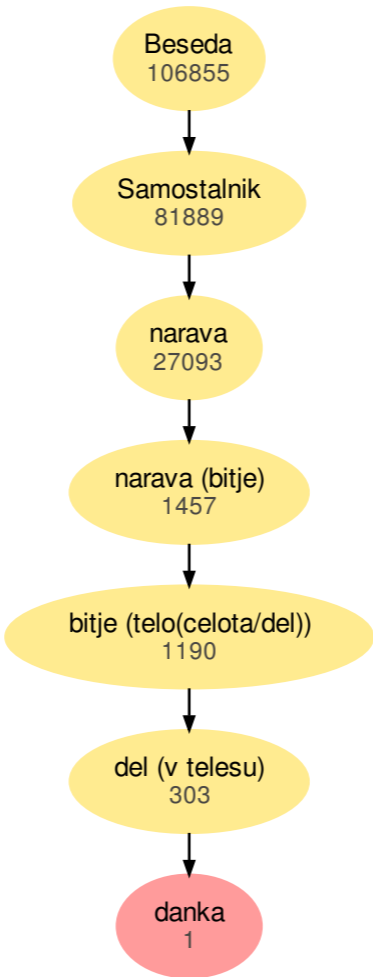 Beseda
106855
Samostalnik
81889
narava
27093
narava (bitje)
1457
bitje (telo(celota/del))
1190
del (v telesu)
303
danka
1